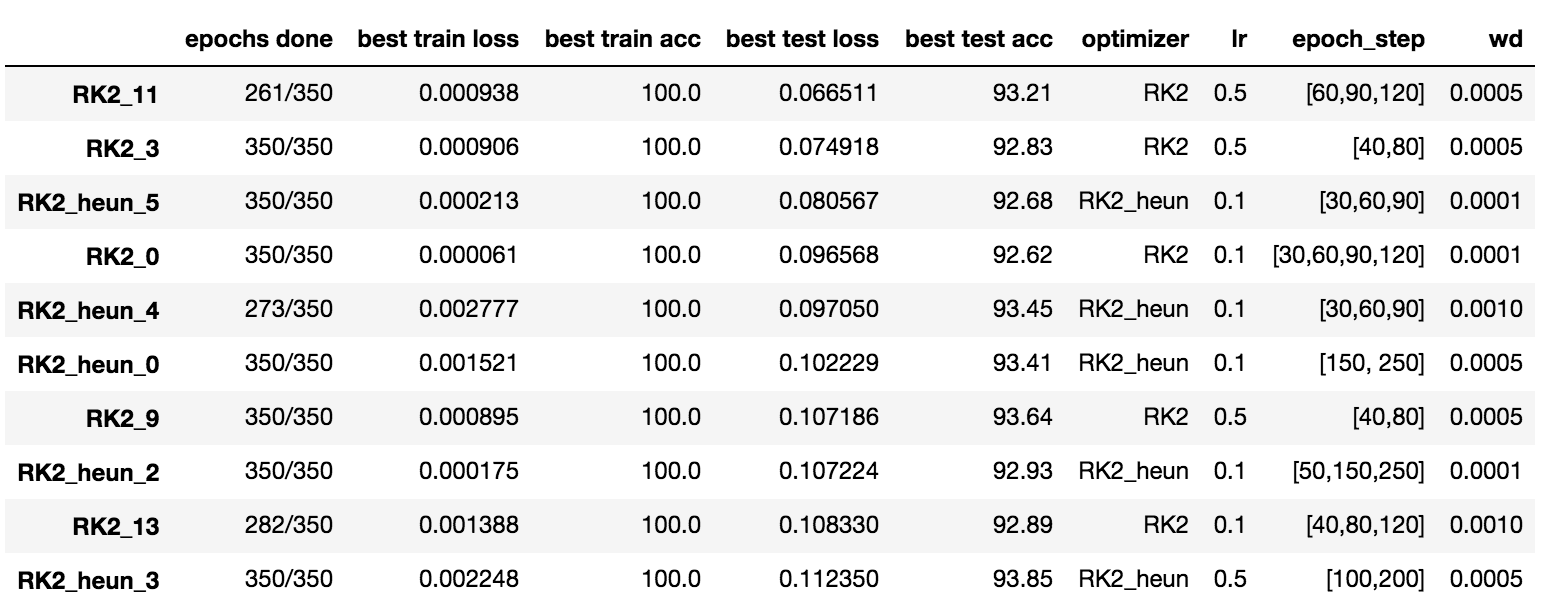 epochs done best train loss best train acc best test loss best test acc optimizer lr epoch_step wd
RK2_11 261/350 0.000938 100.0 0.066511 93.21 RK2 0.5 [60,90,120] 0.0005
RK2_3 350/350 0.000906 100.0 0.074918 92.83 RK2 0.5 [40,80] 0.0005
RK2_heun_5 350/350 0.000213 100.0 0.080567 92.68 RK2_heun 0.1 [30,60,90] 0.0001
RK2_0 350/350 0.000061 100.0 0.096568 92.62 RK2 0.1 [30,60,90,120] 0.0001
RK2_heun_4 273/350 0.002777 100.0 0.097050 93.45 RK2_heun 0.1 [30,60,90] 0.0010
RK2_heun_0 350/350 0.001521 100.0 0.102229 93.41 RK2_heun 0.1 [150, 250] 0.0005
RK2_9 350/350 0.000895 100.0 0.107186 93.64 RK2 0.5 [40,80] 0.0005
RK2_heun_2 350/350 0.000175 100.0 0.107224 92.93 RK2_heun 0.1 [50,150,250] 0.0001
RK2_13 282/350 0.001388 100.0 0.108330 92.89 RK2 0.1 [40,80,120] 0.0010
RK2_heun_3 350/350 0.002248 100.0 0.112350 93.85 RK2_heun 0.5 [100,200] 0.0005